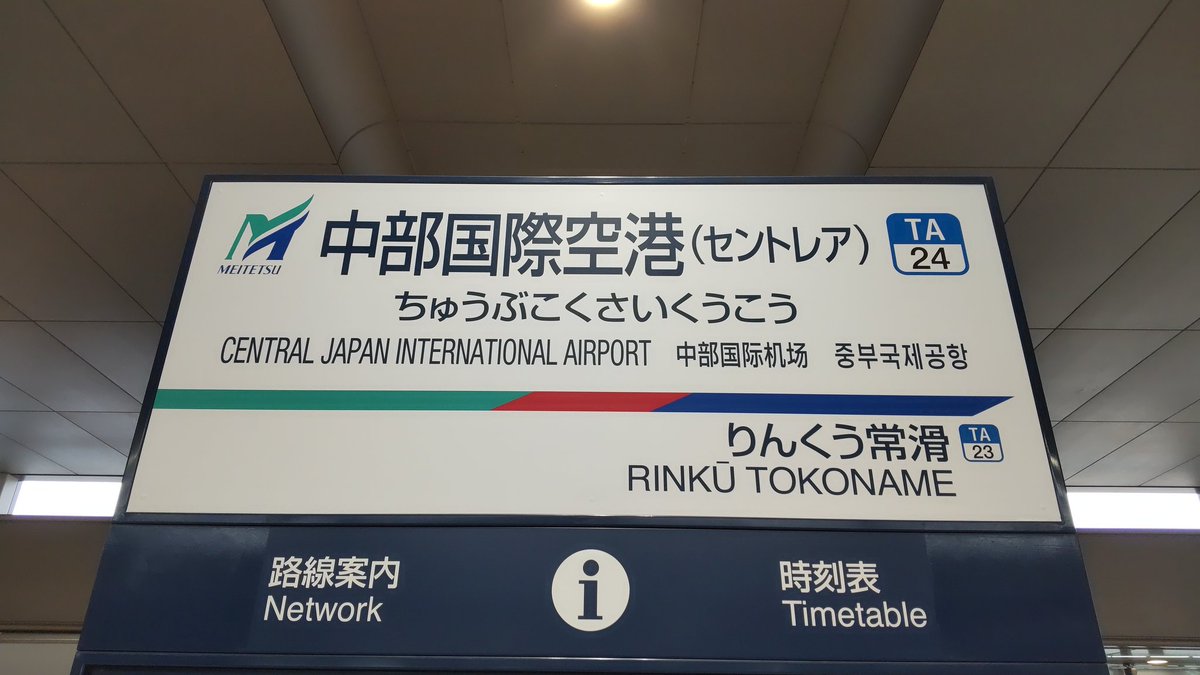 MEITETSU
中部国際空港(セントレア)
TA
24
ちゅうぶこくさいくうこう
CENTRAL JAPAN INTERNATIONAL AIRPORT 中部国际机场 중부국제공항
りんくう常滑
TA
23
RINKŪ TOKONAME
路線案内
Network
i
時刻表
Timetable